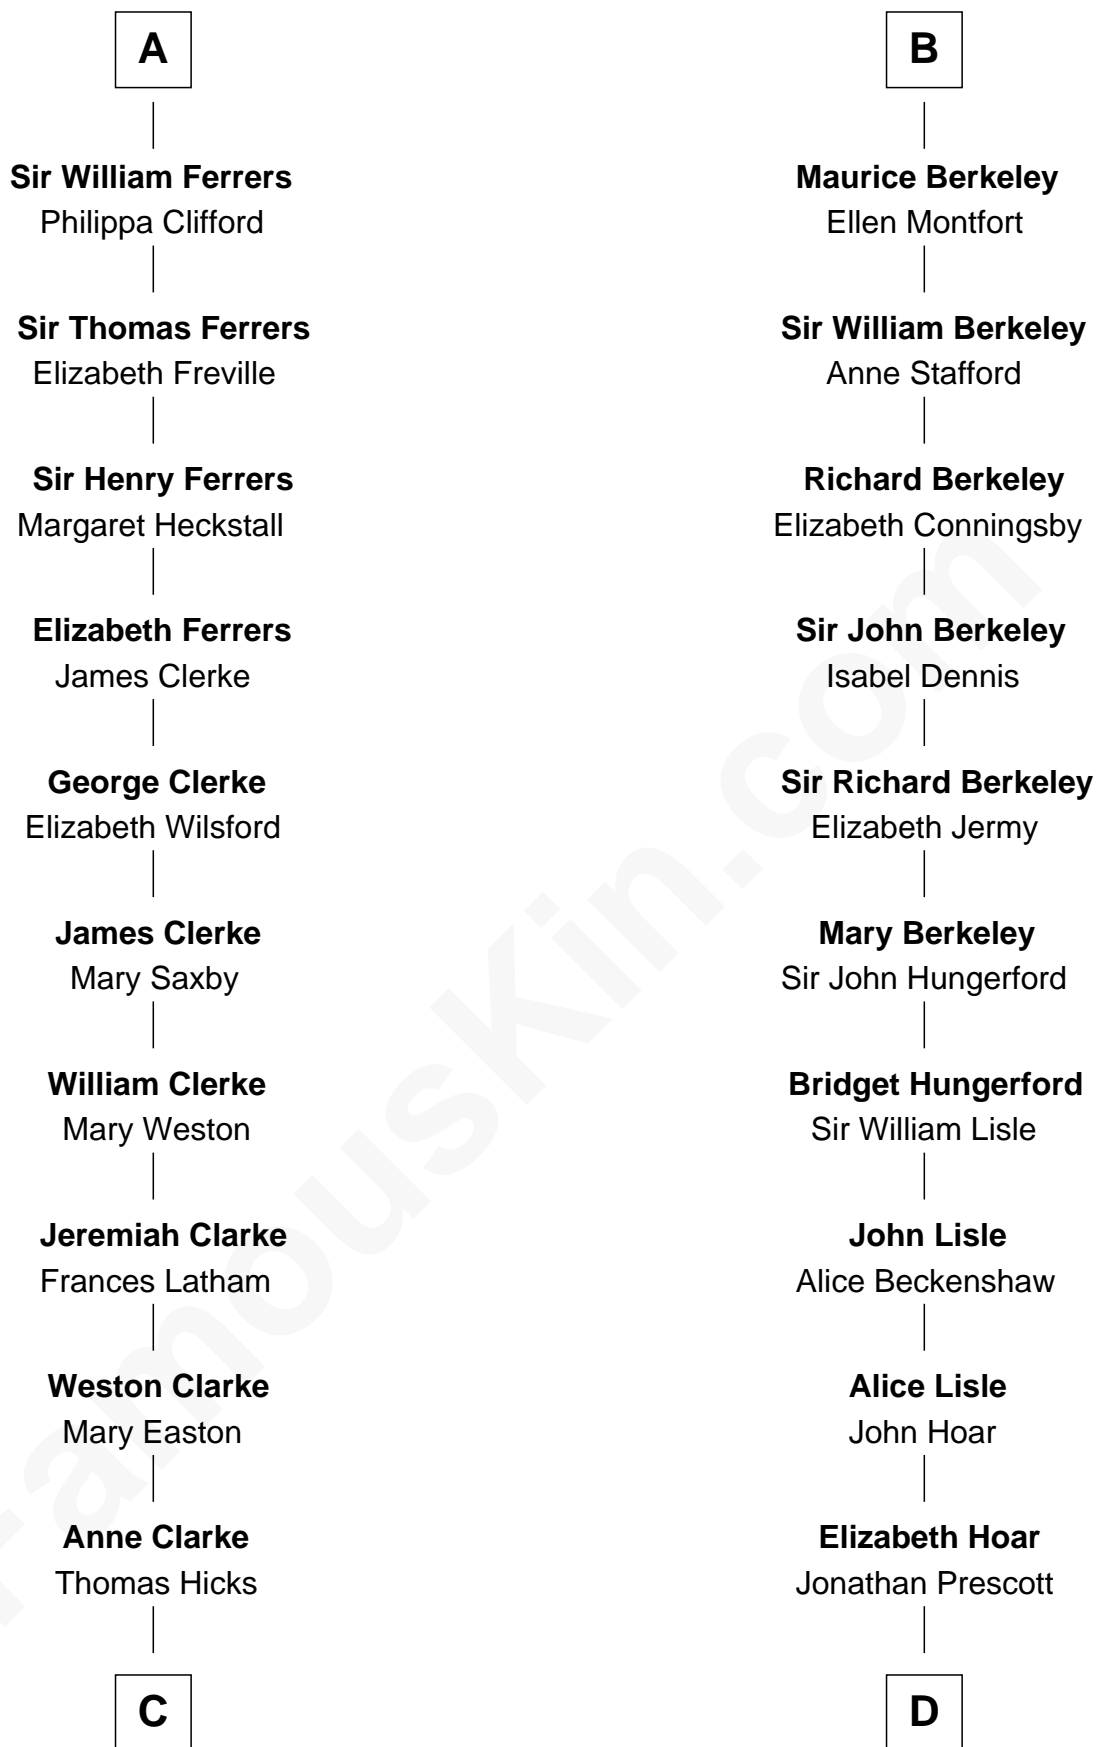 A
Sir William Ferrers
Philippa Clifford
Sir Thomas Ferrers
Elizabeth Freville
Sir Henry Ferrers
Margaret Heckstall
Elizabeth Ferrers
James Clerke
George Clerke
Elizabeth Wilsford
James Clerke
Mary Saxby
William Clerke
Mary Weston
Jeremiah Clarke
Frances Latham
Weston Clarke
Mary Easton
Anne Clarke
Thomas Hicks
C
B
Maurice Berkeley
Ellen Montfort
Sir William Berkeley
Anne Stafford
Richard Berkeley
Elizabeth Conningsby
Sir John Berkeley
Isabel Dennis
Sir Richard Berkeley
Elizabeth Jermy
Mary Berkeley
Sir John Hungerford
Bridget Hungerford
Sir William Lisle
John Lisle
Alice Beckenshaw
Alice Lisle
John Hoar
Elizabeth Hoar
Jonathan Prescott
D
FamousKin.com